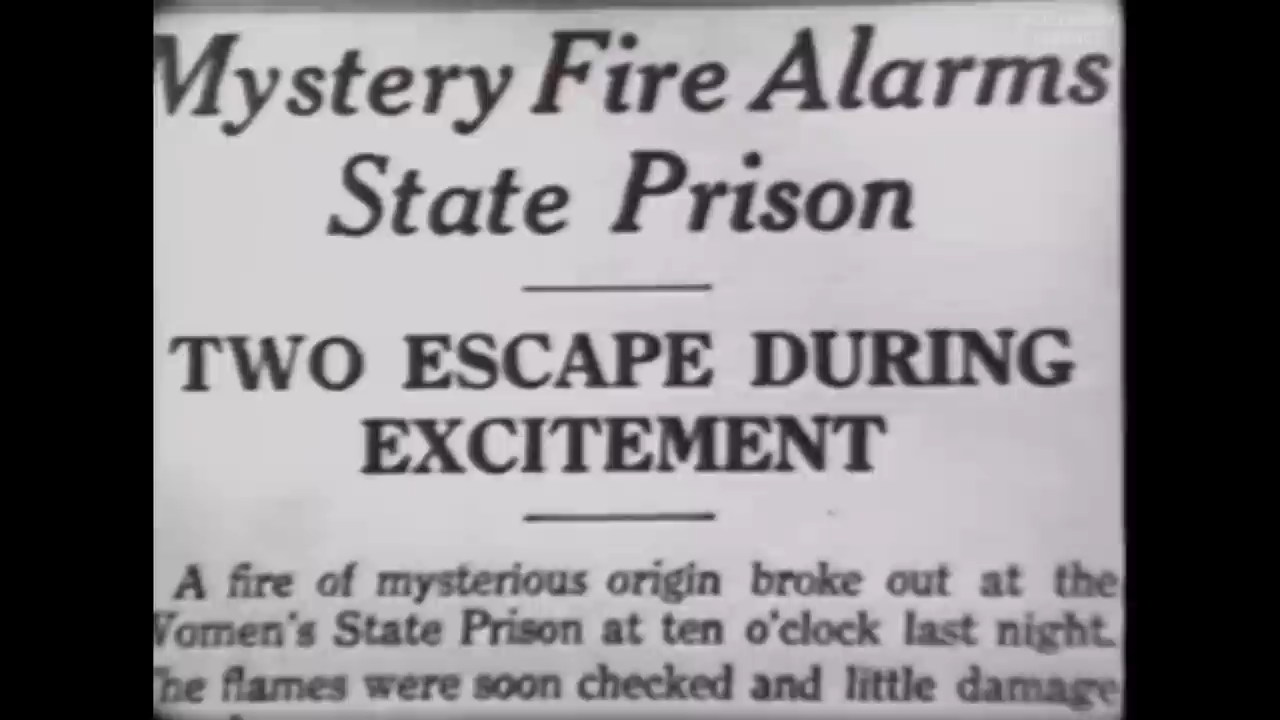 Mystery Fire Alarms
State Prison
TWO ESCAPE DURING
EXCITEMENT
A fire of mysterious origin broke out at the
Women's State Prison at ten o'clock last night.
The flames were soon checked and little damage